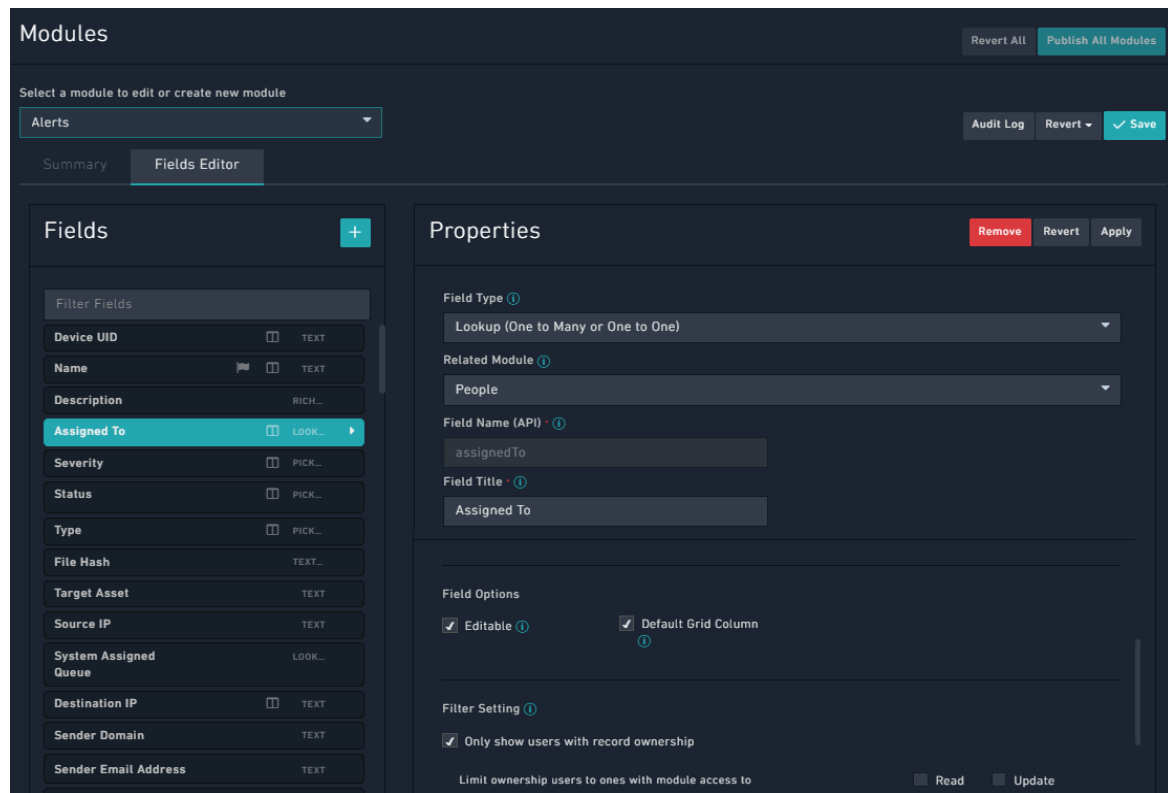 Modules
Revert All
Publish All Modules
Select a module to edit or create new module
Alerts
Audit Log
Revert
Save
Summary
Fields Editor
Fields
+
Filter Fields
Device UID TEXT
Name TEXT
Description RICH...
Assigned To LOOK...
Severity PICK...
Status PICK...
Type PICK...
File Hash TEXT...
Target Asset TEXT
Source IP TEXT
System Assigned LOOK...
Queue
Destination IP TEXT
Sender Domain TEXT
Sender Email Address TEXT
Properties
Remove
Revert
Apply
Field Type
Lookup (One to Many or One to One)
Related Module
People
Field Name (API) *
assignedTo
Field Title *
Assigned To
Field Options
Editable
Default Grid Column
Filter Setting
Only show users with record ownership
Limit ownership users to ones with module access to
Read
Update